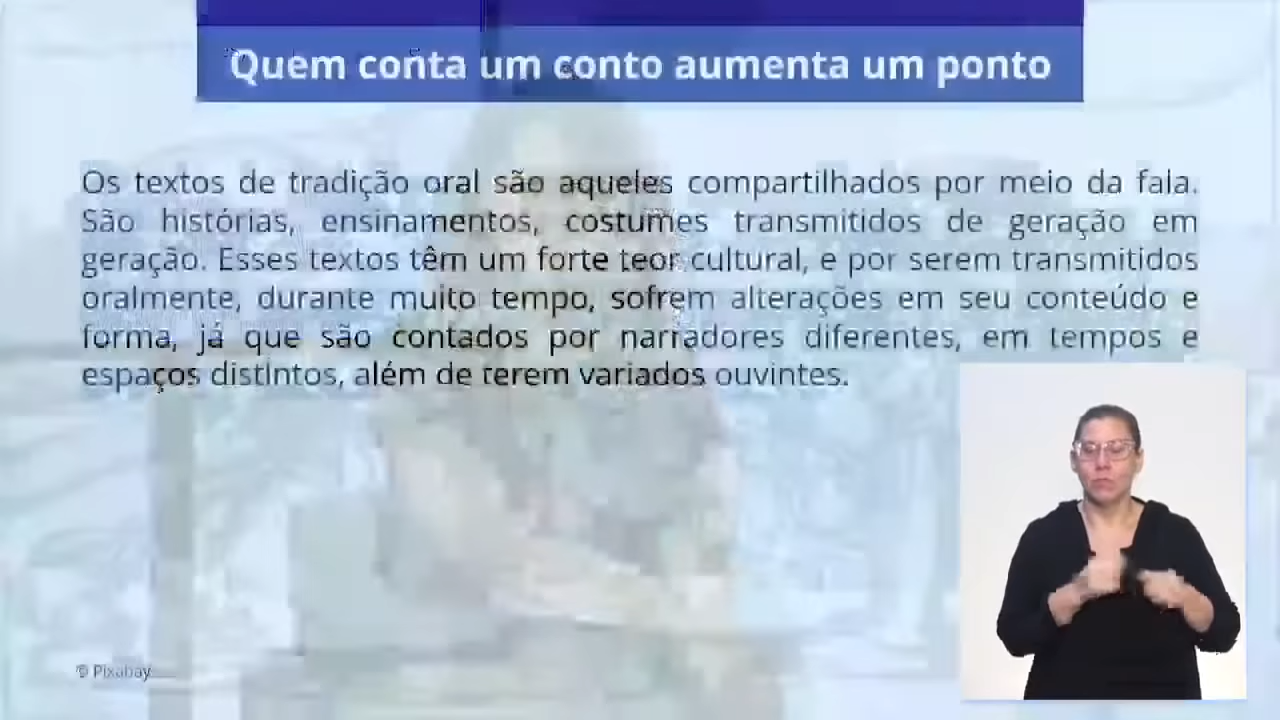 Quem conta um conto aumenta um ponto
Os textos de tradição oral são aqueles compartilhados por meio da fala.
São histórias, ensinamentos, costumes transmitidos de geração em
geração. Esses textos têm um forte teor cultural, e por serem transmitidos
oralmente, durante muito tempo, sofrem alterações em seu conteúdo e
forma, já que são contados por narradores diferentes, em tempos e
espaços distintos, além de terem variados ouvintes.
© Pixabay